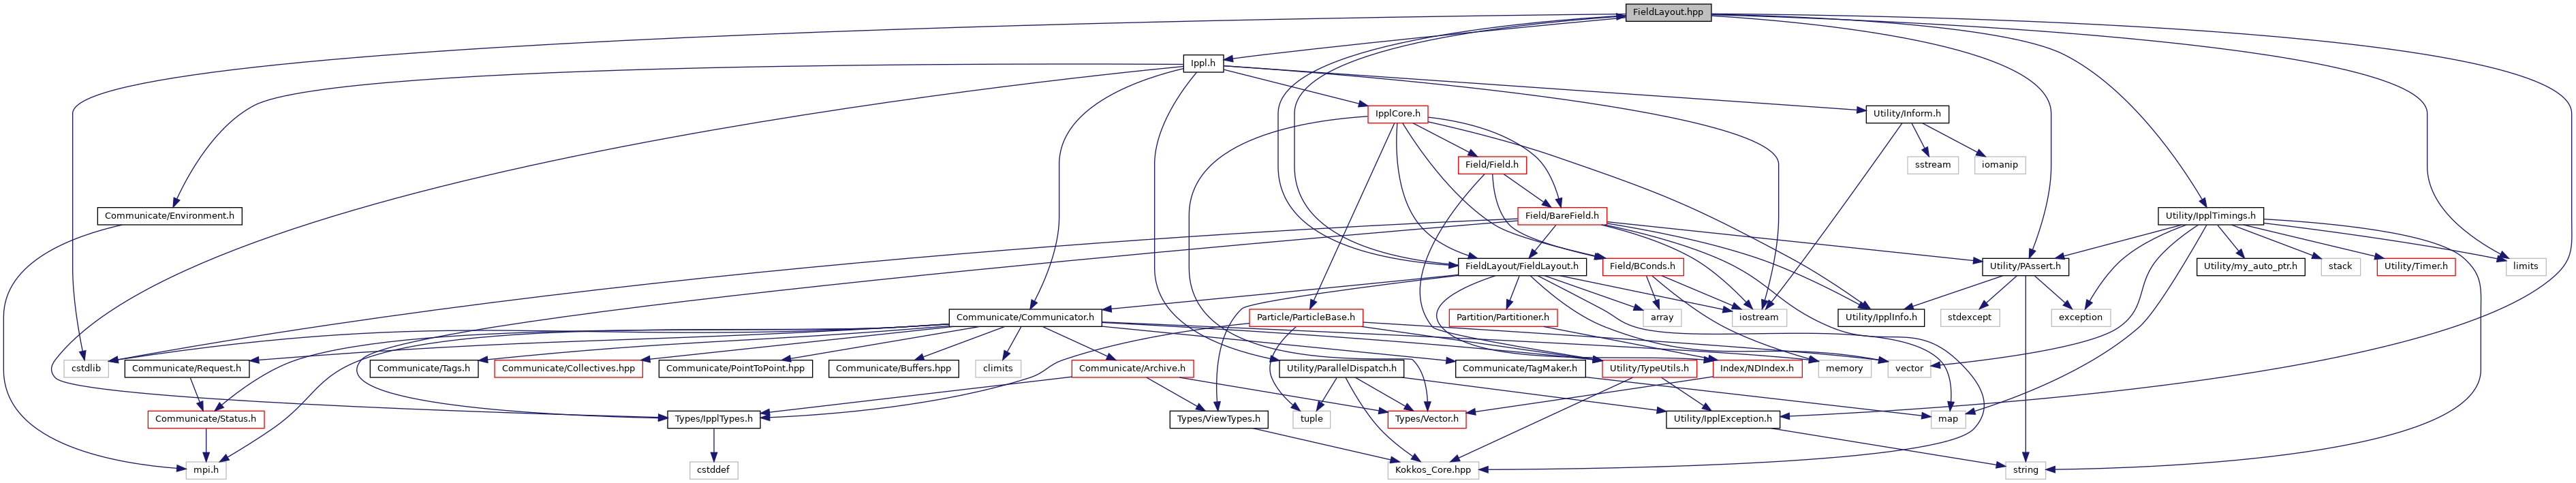 FieldLayout.hpp
Ippl.h
IpplCore.h
Utility/Inform.h
Field/Field.h
sstream
iomanip
Communicate/Environment.h
Field/BareField.h
Utility/IpplTimings.h
FieldLayout/FieldLayout.h
Field/BConds.h
Utility/PAssert.h
Utility/my_auto_ptr.h
stack
Utility/Timer.h
limits
Communicate/Communicator.h
Particle/ParticleBase.h
Partition/Partitioner.h
array
iostream
Utility/IpplInfo.h
stdexcept
exception
cstdlib
Communicate/Request.h
Communicate/Tags.h
Communicate/Collectives.hpp
Communicate/PointToPoint.hpp
Communicate/Buffers.hpp
climits
Communicate/Archive.h
Utility/ParallelDispatch.h
Communicate/TagMaker.h
Utility/TypeUtils.h
Index/NDIndex.h
memory
vector
Communicate/Status.h
Types/IpplTypes.h
Types/ViewTypes.h
tuple
Types/Vector.h
Utility/IpplException.h
map
mpi.h
cstddef
Kokkos_Core.hpp
string